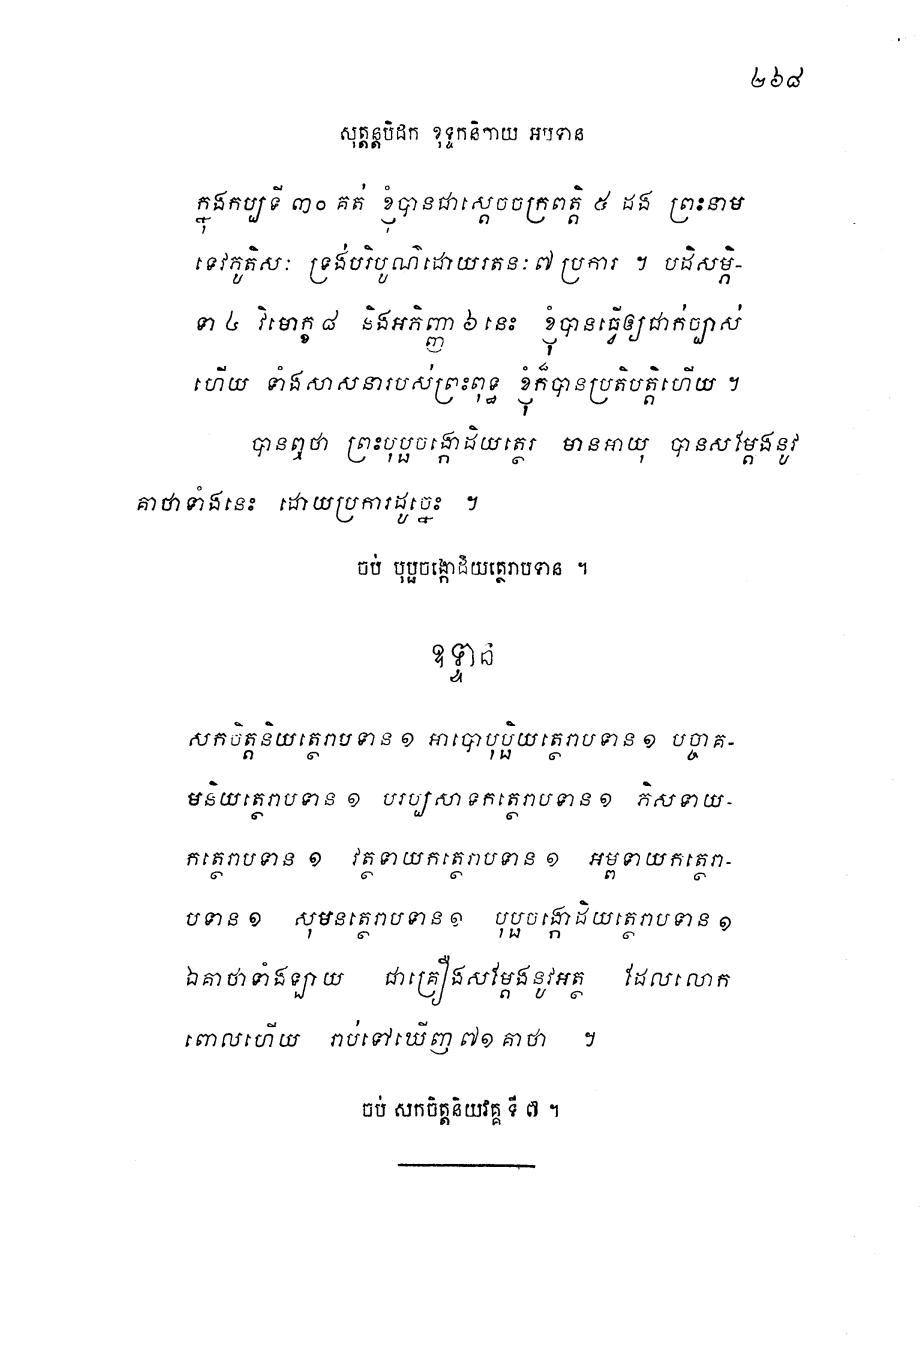 ២៦៨
សុត្តន្តបិដក ខុទ្ទកនិកាយ អបទាន
ក្នុងកប្បទី ៣០ គត់ ខ្ញុំបានជាស្ដេចចក្រពត្តិ ៥ ដង ព្រះនាម
ទេវភូតិសៈ ទ្រង់បរិបូណ៌ដោយរតនៈ ៧ ប្រការ ។ បដិសម្ភិ-
ទា ៤ វិមោក្ខ ៨ និងអភិញ្ញា ៦ នេះ ខ្ញុំបានធ្វើឲ្យជាក់ច្បាស់
ហើយ ទាំងសាសនារបស់ព្រះពុទ្ធ ខ្ញុំក៏បានប្រតិបត្តិហើយ ។
បានឮថា ព្រះបុប្ផចង្កោដិយត្ថេរ មានអាយុ បានសម្ដែងនូវ
គាថាទាំងនេះ ដោយប្រការដូច្នេះ ។
ចប់ បុប្ផចង្កោដិយត្ថេរាបទាន ។
ឧទ្ទាន
សកចិត្តនិយត្ថេរាបទាន ១ អាបោបុប្ផិយត្ថេរាបទាន ១ បច្ចាគ-
មនិយត្ថេរាបទាន ១ បរប្បសាទកត្ថេរាបទាន ១ ភិសទាយ-
កត្ថេរាបទាន ១ វត្ថទាយកត្ថេរាបទាន ១ អម្ពទាយកត្ថេរា-
បទាន ១ សុមនត្ថេរាបទាន ១ បុប្ផចង្កោដិយត្ថេរាបទាន ១
ឯគាថាទាំងឡាយ ជាគ្រឿងសម្ដែងនូវអត្ថ ដែលលោក
ពោលហើយ រាប់ទៅឃើញ ៧១ គាថា ។
ចប់ សកចិត្តនិយវគ្គ ទី ៧ ។